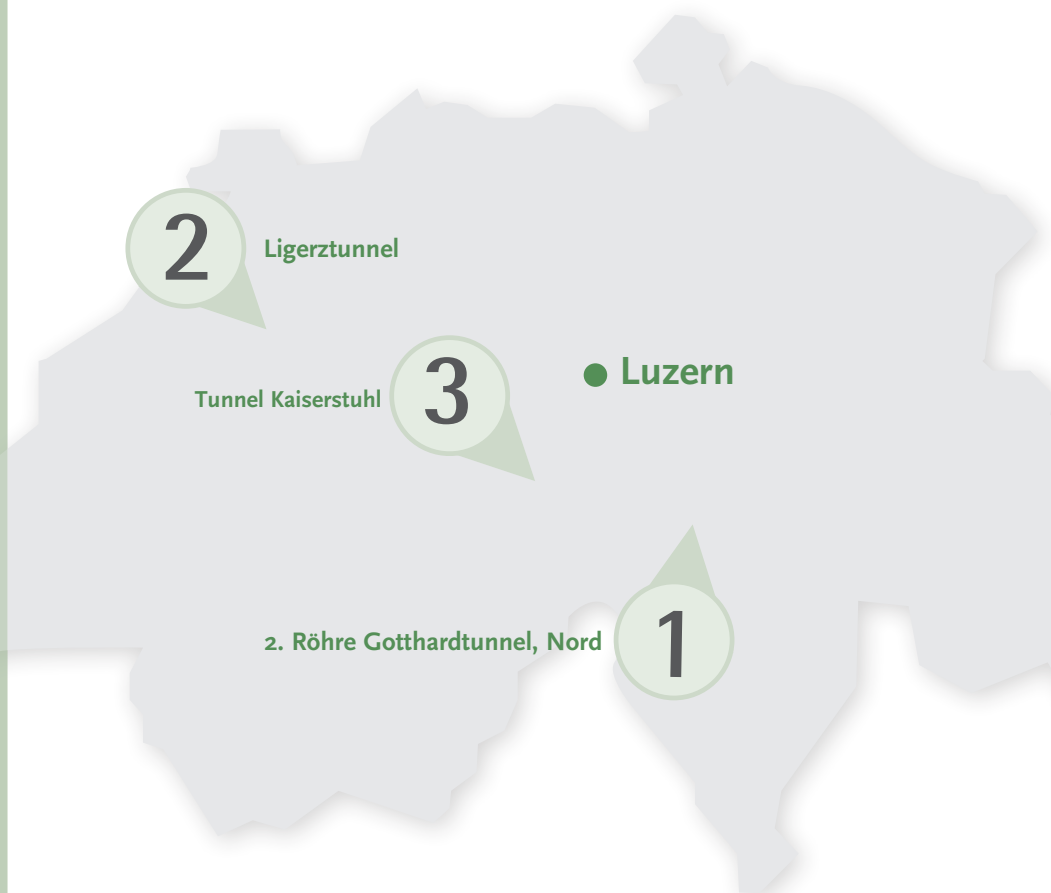 2
Ligerztunnel
3
Luzern
Tunnel Kaiserstuhl
2. Röhre Gotthardtunnel, Nord
1